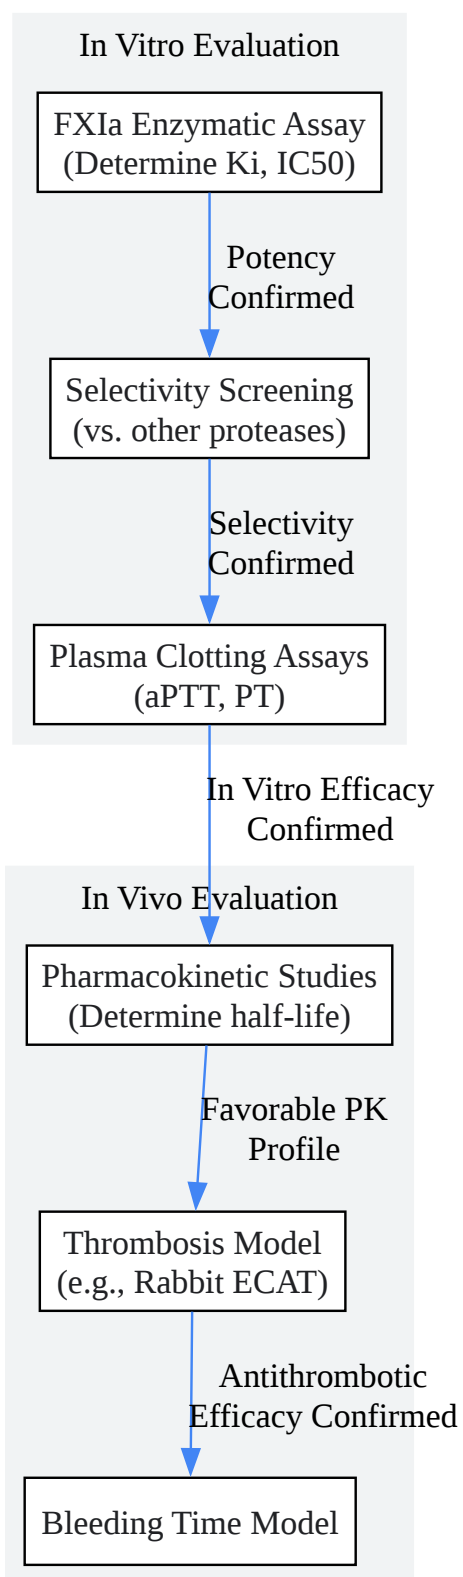 In Vitro Evaluation
FXIa Enzymatic Assay
(Determine Ki, IC50)
Potency
Confirmed
Selectivity Screening
(vs. other proteases)
Selectivity
Confirmed
Plasma Clotting Assays
(aPTT, PT)
In Vitro Efficacy
Confirmed
In Vivo Evaluation
Pharmacokinetic Studies
(Determine half-life)
Favorable PK
Profile
Thrombosis Model
(e.g., Rabbit ECAT)
Antithrombotic
Efficacy Confirmed
Bleeding Time Model